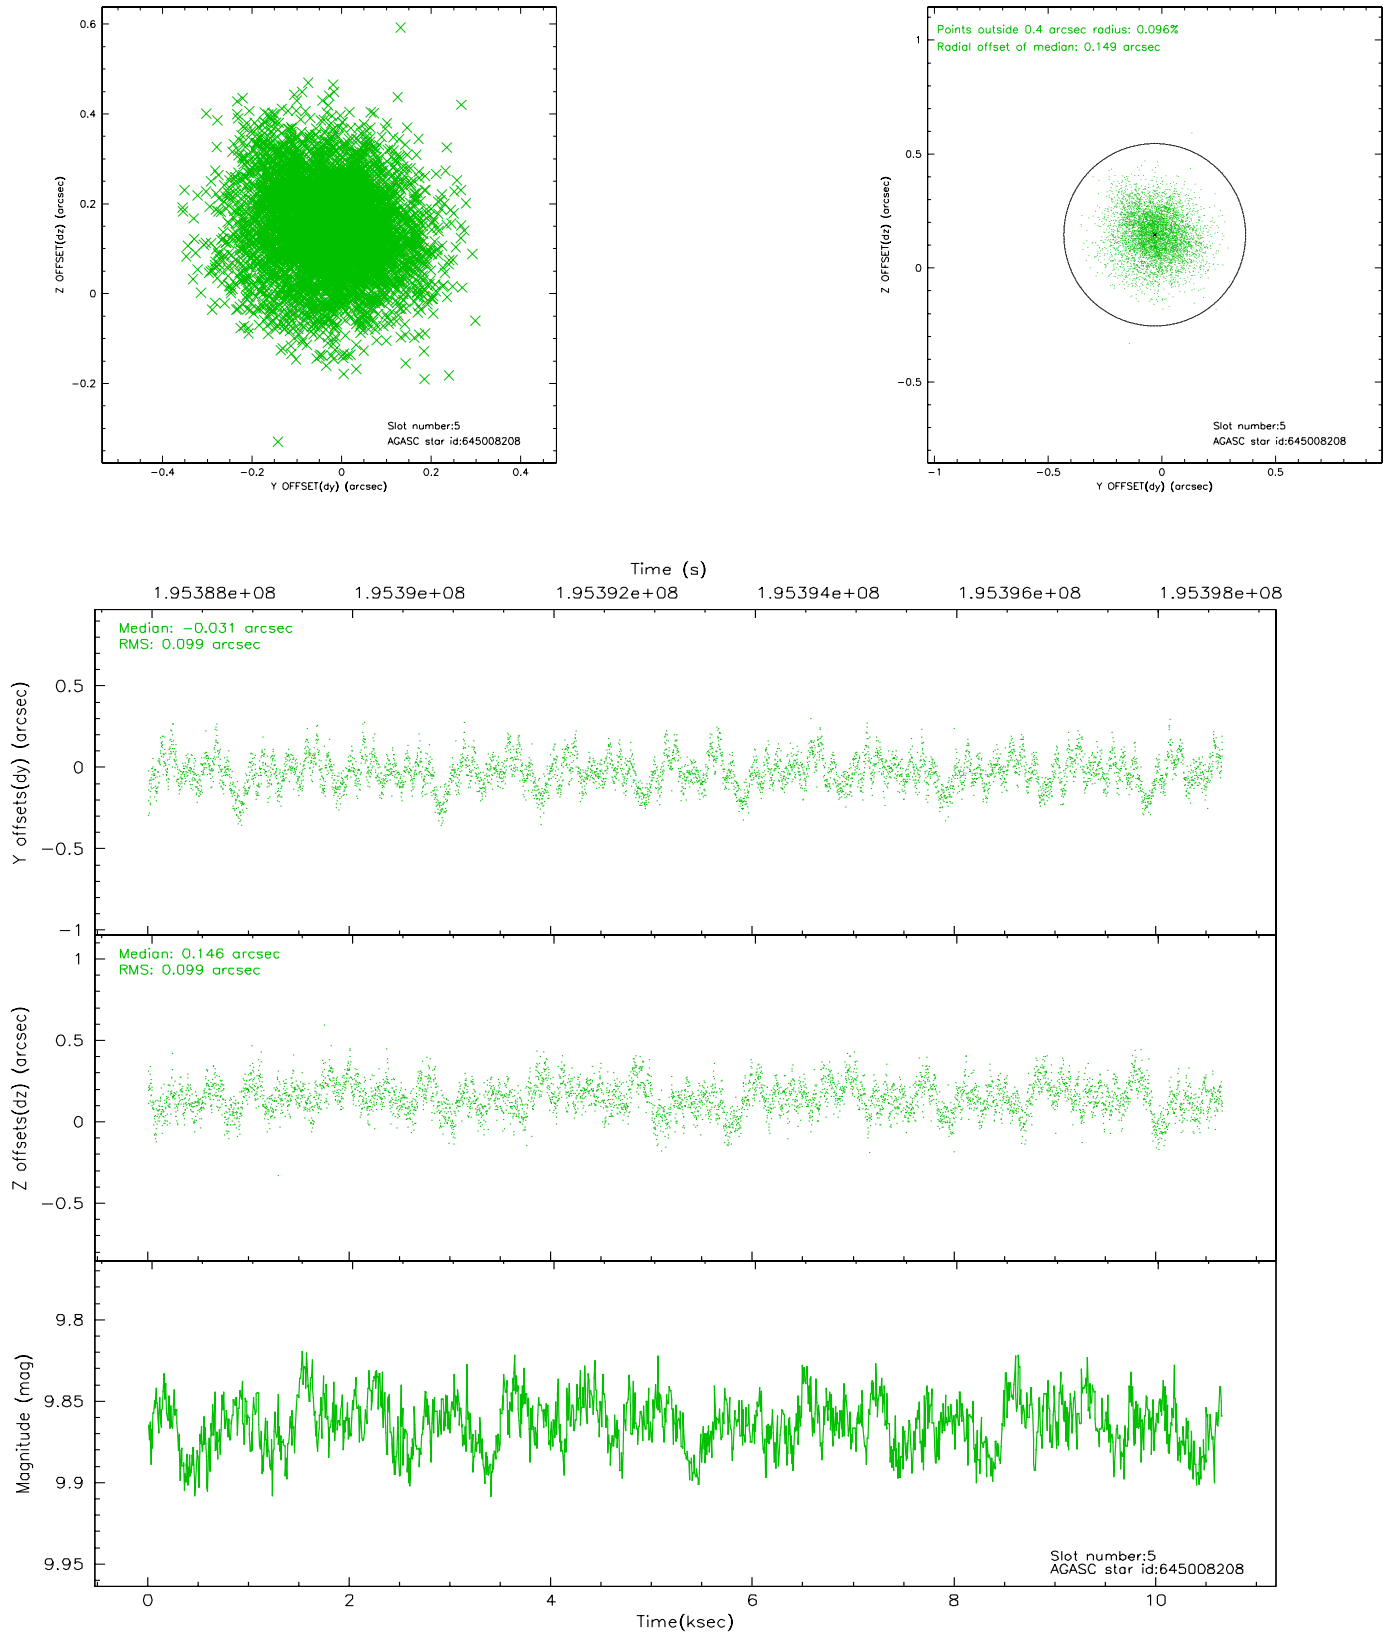 0.6
0.4
0.2
0
-0.2
Z OFFSET(dz) (arcsec)
-0.4
-0.2
0
0.2
0.4
Y OFFSET(dy) (arcsec)
Slot number:5
AGASC star id:645008208
Points outside 0.4 arcsec radius: 0.096%
Radial offset of median: 0.149 arcsec
1
0.5
0
-0.5
Z OFFSET(dz) (arcsec)
-1
-0.5
0
0.5
Y OFFSET(dy) (arcsec)
Slot number:5
AGASC star id:645008208
Time (s)
1.95388e+08
1.9539e+08
1.95392e+08
1.95394e+08
1.95396e+08
1.95398e+08
Median: -0.031 arcsec
RMS: 0.099 arcsec
0.5
0
-0.5
-1
Y offsets(dy) (arcsec)
Median: 0.146 arcsec
RMS: 0.099 arcsec
1
0.5
0
-0.5
Z offsets(dz) (arcsec)
9.8
9.85
9.9
9.95
Magnitude (mag)
Slot number:5
AGASC star id:645008208
0
2
4
6
8
10
Time(ksec)